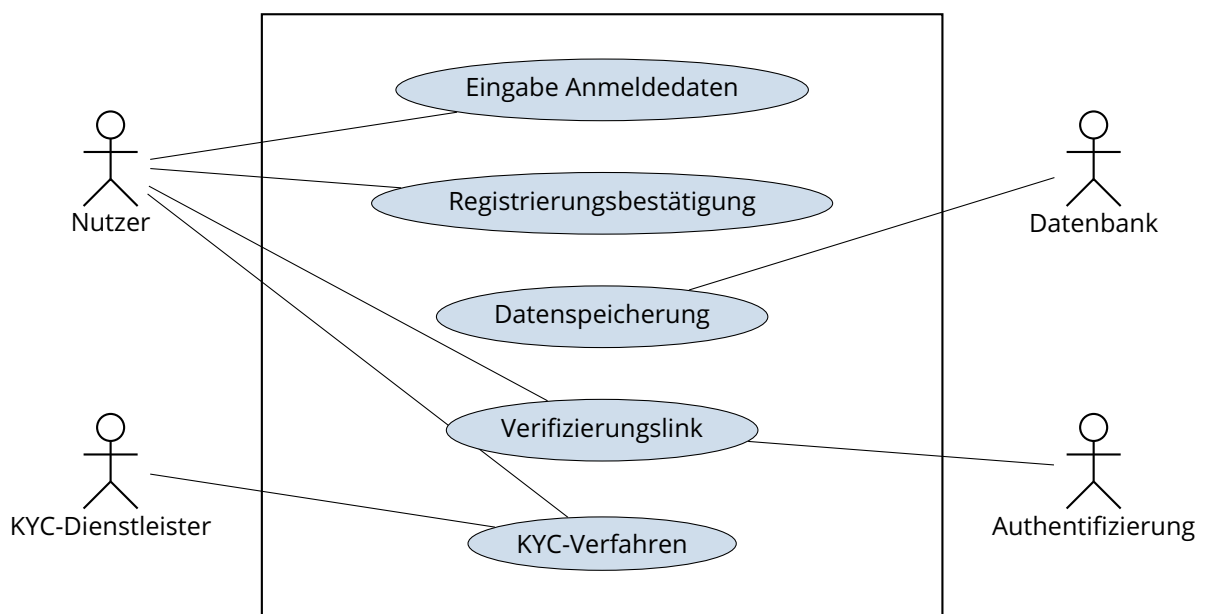 Eingabe Anmeldedaten
Registrierungsbestätigung
Nutzer
Datenbank
Datenspeicherung
Verifizierungslink
KYC-Dienstleister
Authentifizierung
KYC-Verfahren